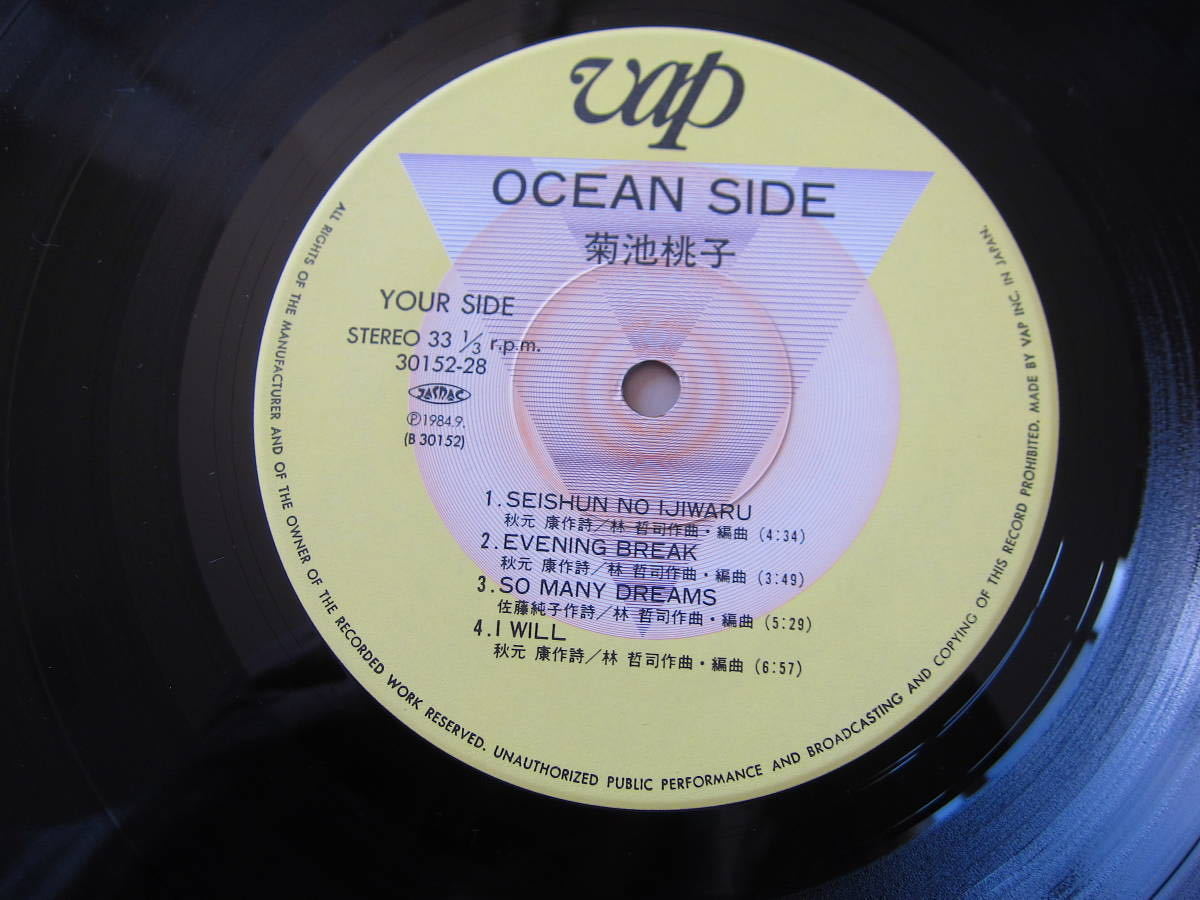 vap
OCEAN SIDE
菊池桃子
YOUR SIDE
STEREO 33 1/3 r.p.m.
30152-28
JASRAC
Ⓟ1984.9.
(B 30152)
1.SEISHUN NO IJIWARU
秋元 康作詩／林 哲司作曲・編曲 (4:34)
2.EVENING BREAK
秋元 康作詩／林 哲司作曲・編曲 (3:49)
3.SO MANY DREAMS
佐藤純子作詩／林 哲司作曲・編曲 (5:29)
4.I WILL
秋元 康作詩／林 哲司作曲・編曲 (6:57)
ALL RIGHTS OF THE MANUFACTURER AND OF THE OWNER OF THE RECORDED WORK RESERVED. UNAUTHORIZED PUBLIC PERFORMANCE AND BROADCASTING AND COPYING OF THIS RECORD PROHIBITED. MADE BY VAP INC. IN JAPAN.